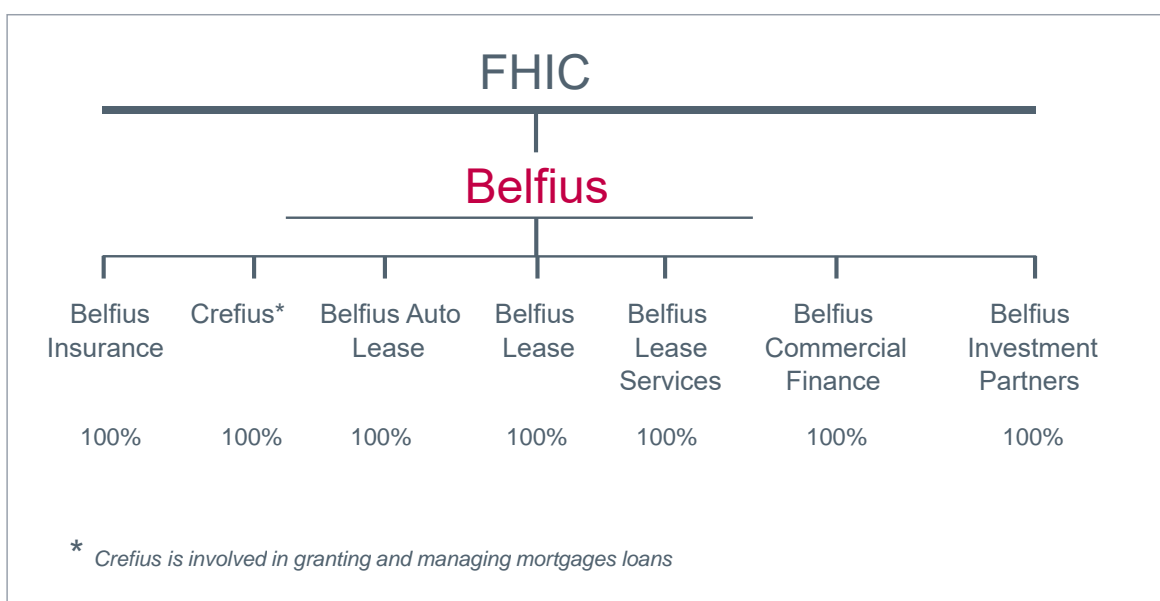 FHIC
Belfius
Belfius
Insurance
Crefius*
Belfius Auto
Lease
Belfius
Lease
Belfius
Lease
Services
Belfius
Commercial
Finance
Belfius
Investment
Partners
100%
100%
100%
100%
100%
100%
100%
* Crefius is involved in granting and managing mortgages loans